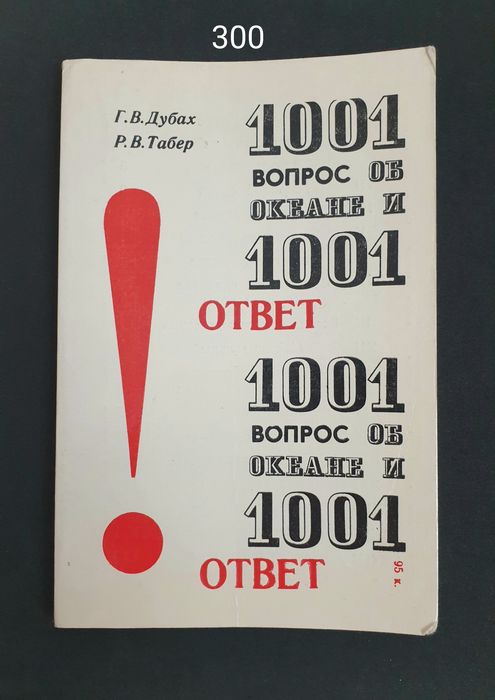 300
Г.В.Дубах
Р.В.Табер
1001
ВОПРОС ОБ
ОКЕАНЕ И
1001
ОТВЕТ
1001
ВОПРОС ОБ
ОКЕАНЕ И
1001
ОТВЕТ
95 к.